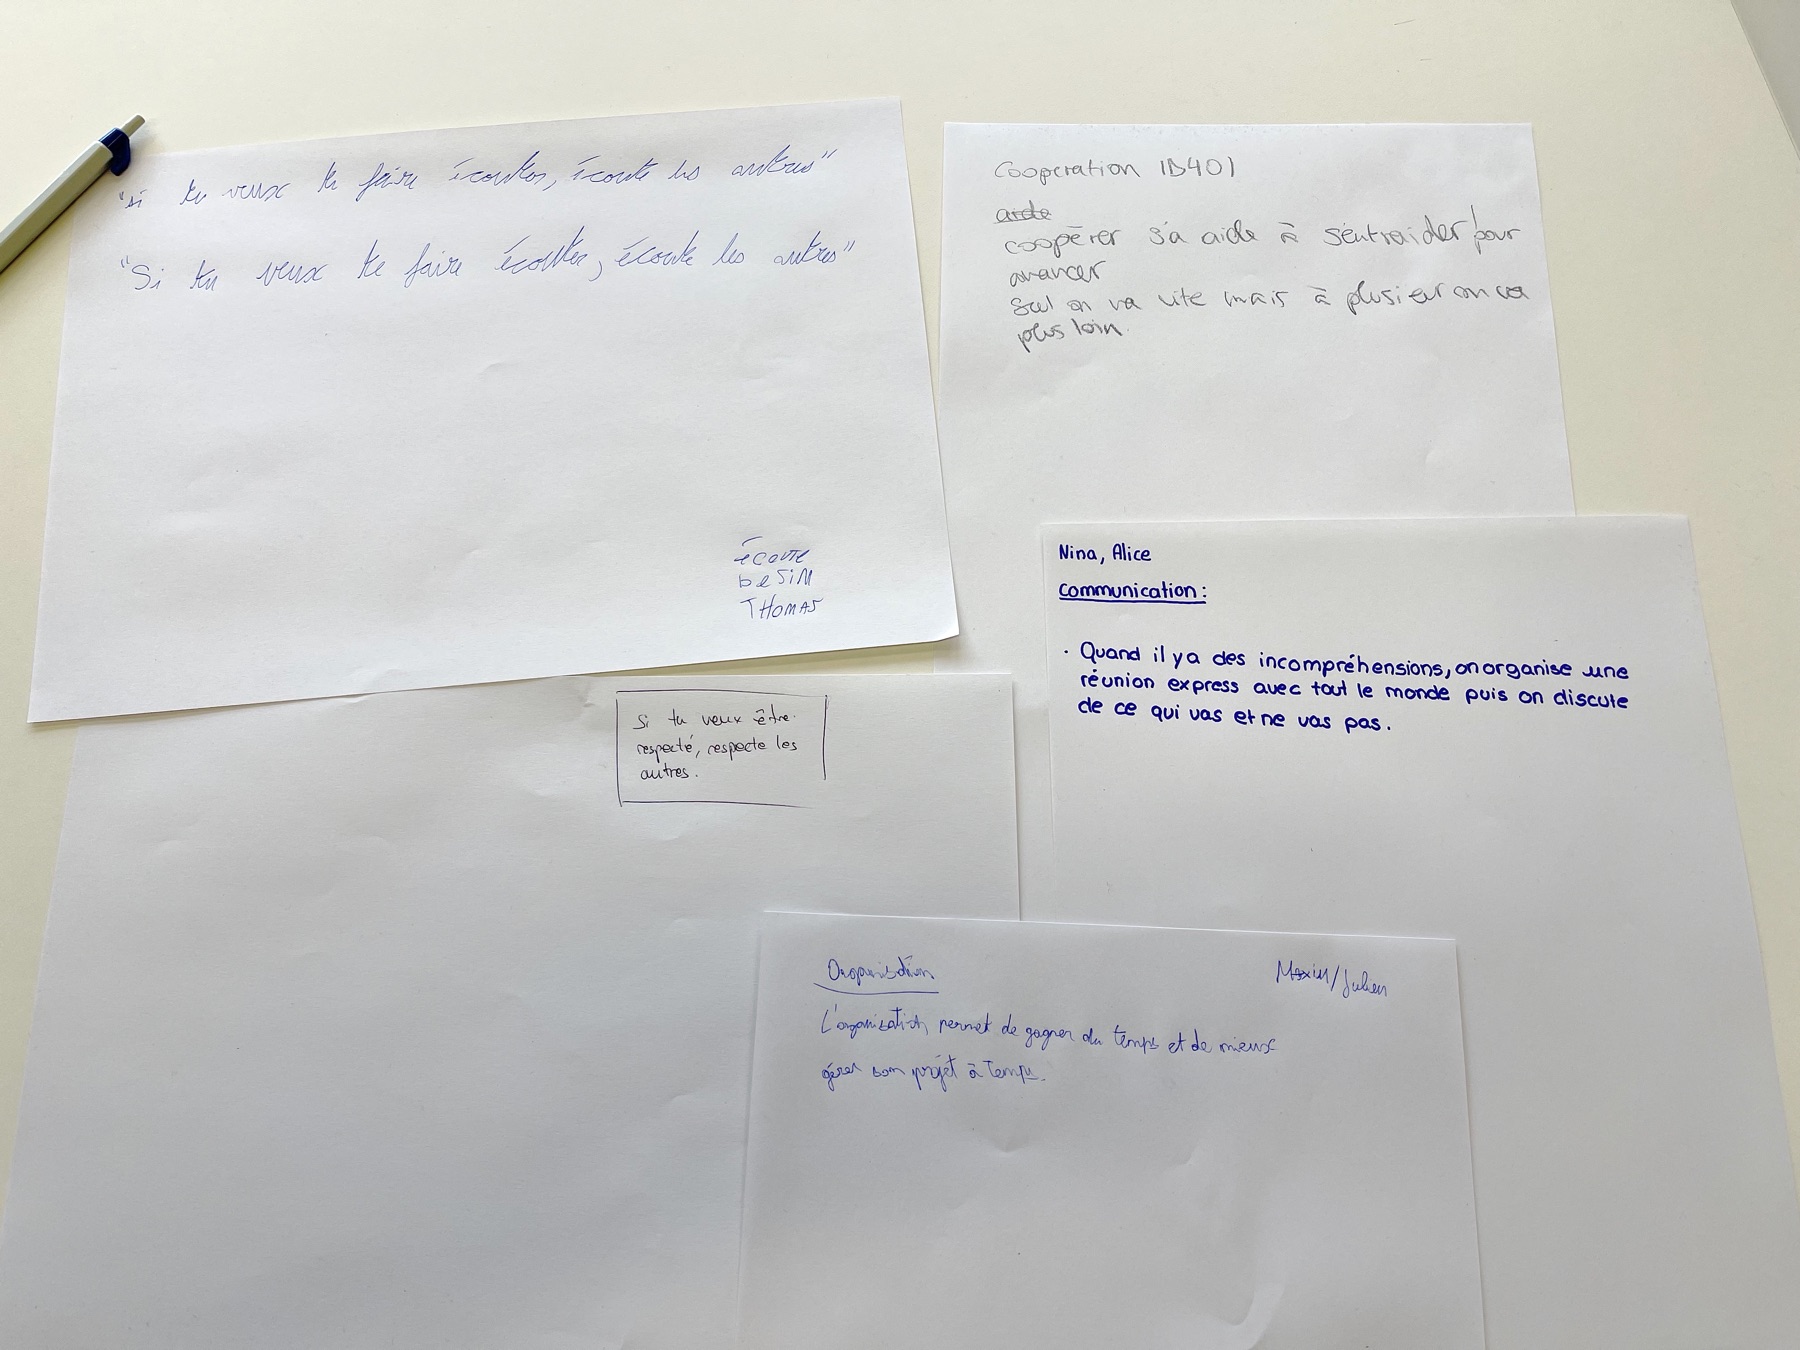 "si tu veux te faire écouter, écoute les autres"
"Si tu veux te faire écouter, écoute les autres"
écoute
besim
THOMAS
Cooperation 1B401
aide
coopérer s'a aide à s'entraider pour
avancer
Seul on va vite mais à plusieur on va
plus loin.
Nina, Alice
Communication :
· Quand il y a des incompréhensions, on organise une
réunion express avec tout le monde puis on discute
de ce qui vas et ne vas pas.
Si tu veux être
respecté, respecte les
autres.
Organisation
Maxim/Julien
L'organisation permet de gagner du temps et de mieux
gérer son projet à temps.